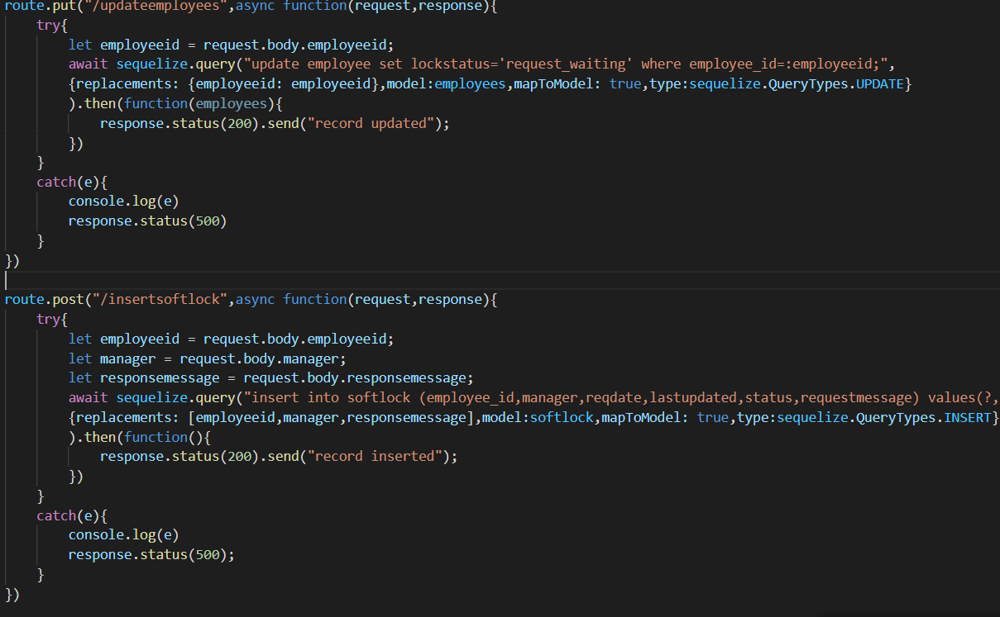 route.put("/updateemployees",async function(request,response){
    try{
        let employeeid = request.body.employeeid;
        await sequelize.query("update employee set lockstatus='request_waiting' where employee_id=:employeeid;",
        {replacements: {employeeid: employeeid},model:employees,mapToModel: true,type:sequelize.QueryTypes.UPDATE}
        ).then(function(employees){
            response.status(200).send("record updated");
        })
    }
    catch(e){
        console.log(e)
        response.status(500)
    }
})
route.post("/insertsoftlock",async function(request,response){
    try{
        let employeeid = request.body.employeeid;
        let manager = request.body.manager;
        let responsemessage = request.body.responsemessage;
        await sequelize.query("insert into softlock (employee_id,manager,reqdate,lastupdated,status,requestmessage) values(?,
        {replacements: [employeeid,manager,responsemessage],model:softlock,mapToModel: true,type:sequelize.QueryTypes.INSERT}
        ).then(function(){
            response.status(200).send("record inserted");
        })
    }
    catch(e){
        console.log(e)
        response.status(500);
    }
})